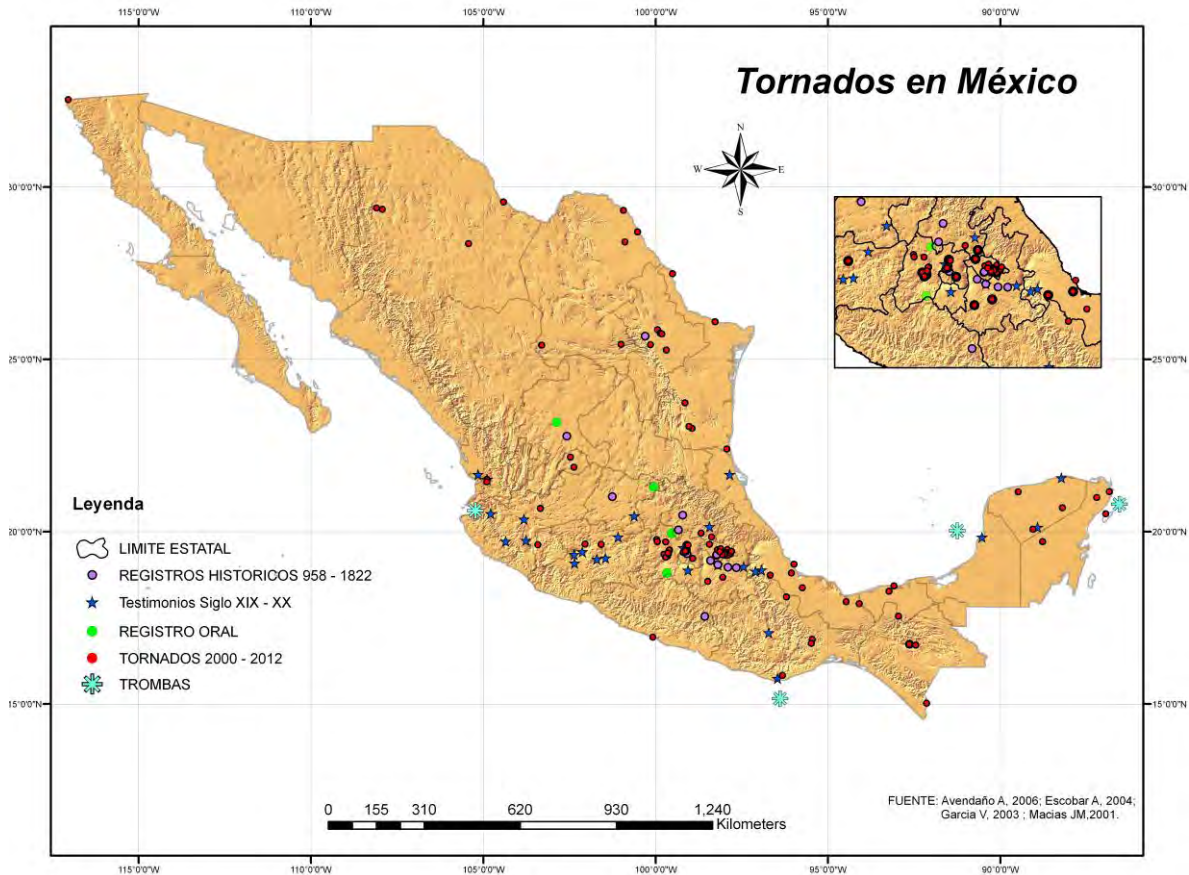 115°0'0"W 110°0'0"W 105°0'0"W 100°0'0"W 95°0'0"W 90°0'0"W
Tornados en México
N
W E
S
30°0'0"N 30°0'0"N
25°0'0"N 25°0'0"N
20°0'0"N 20°0'0"N
15°0'0"N 15°0'0"N
Leyenda
LIMITE ESTATAL
REGISTROS HISTORICOS 958 - 1822
Testimonios Siglo XIX - XX
REGISTRO ORAL
TORNADOS 2000 - 2012
TROMBAS
0 155 310 620 930 1,240
Kilometers
FUENTE: Avendaño A, 2006; Escobar A, 2004;
Garcia V, 2003 ; Macias JM,2001.
115°0'0"W 110°0'0"W 105°0'0"W 100°0'0"W 95°0'0"W 90°0'0"W